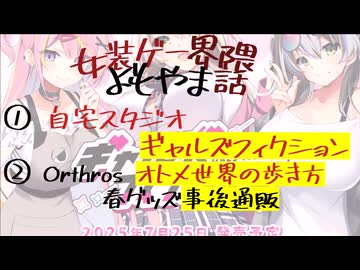 女装ゲー界隈
よもやま話
① 自宅スタジオ
ギャルズフィクション
② Orthros オトメ世界の歩き方
春グッズ事後通販
2025年7月25日 発売予定